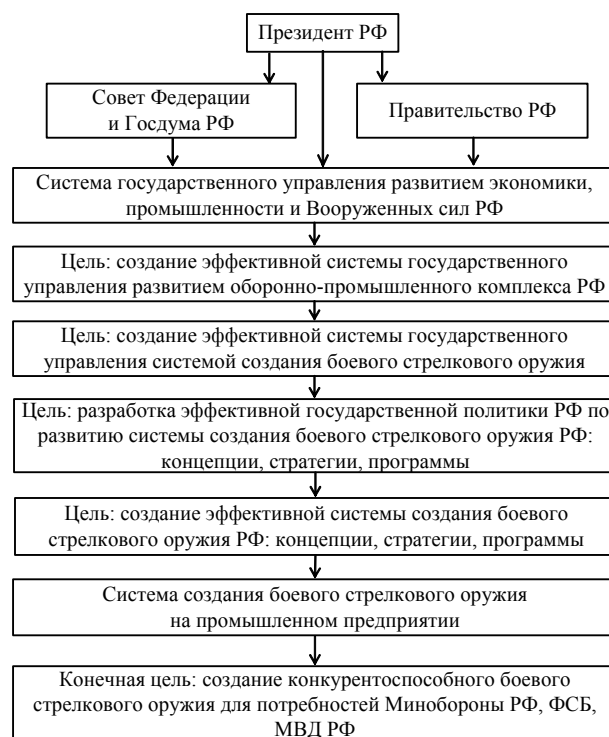 Президент РФ
Совет Федерации
и Госдума РФ
Правительство РФ
Система государственного управления развитием экономики,
промышленности и Вооруженных сил РФ
Цель: создание эффективной системы государственного
управления развитием оборонно-промышленного комплекса РФ
Цель: создание эффективной системы государственного
управления системой создания боевого стрелкового оружия
Цель: разработка эффективной государственной политики РФ по
развитию системы создания боевого стрелкового оружия РФ:
концепции, стратегии, программы
Цель: создание эффективной системы создания боевого
стрелкового оружия РФ: концепции, стратегии, программы
Система создания боевого стрелкового оружия
на промышленном предприятии
Конечная цель: создание конкурентоспособного боевого
стрелкового оружия для потребностей Минобороны РФ, ФСБ,
МВД РФ